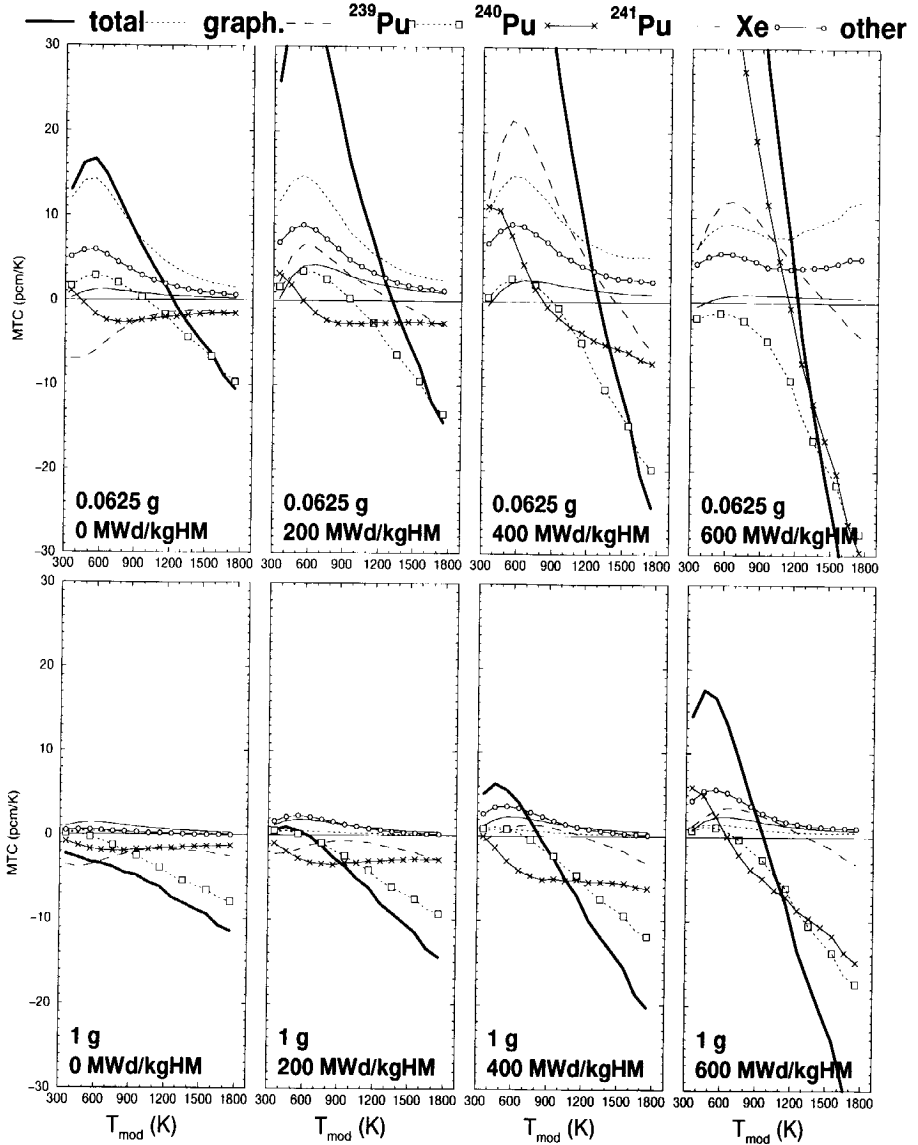 total graph. ²³⁹Pu ²⁴⁰Pu ²⁴¹Pu Xe other
30
20
10
0
−10
−20
−30
MTC (pcm/K)
0.0625 g
0 MWd/kgHM
300 600 900 1200 1500 1800
0.0625 g
200 MWd/kgHM
300 600 900 1200 1500 1800
0.0625 g
400 MWd/kgHM
300 600 900 1200 1500 1800
0.0625 g
600 MWd/kgHM
300 600 900 1200 1500 1800
30
20
10
0
−10
−20
−30
MTC (pcm/K)
1 g
0 MWd/kgHM
300 600 900 1200 1500 1800
T_mod (K)
1 g
200 MWd/kgHM
300 600 900 1200 1500 1800
T_mod (K)
1 g
400 MWd/kgHM
300 600 900 1200 1500 1800
T_mod (K)
1 g
600 MWd/kgHM
300 600 900 1200 1500 1800
T_mod (K)